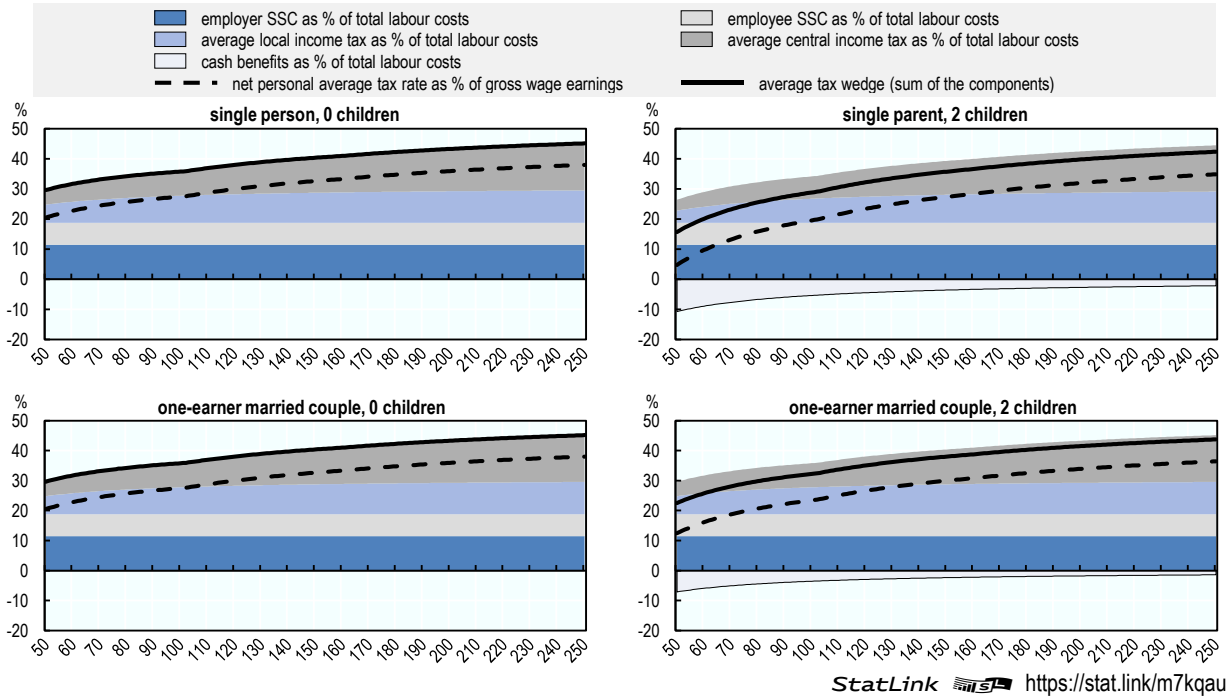 employer SSC as % of total labour costs employee SSC as % of total labour costs
average local income tax as % of total labour costs average central income tax as % of total labour costs
cash benefits as % of total labour costs
net personal average tax rate as % of gross wage earnings average tax wedge (sum of the components)
% single person, 0 children
50
40
30
20
10
0
-10
-20
50 60 70 80 90 100 110 120 130 140 150 160 170 180 190 200 210 220 230 240 250
% single parent, 2 children
50
40
30
20
10
0
-10
-20
50 60 70 80 90 100 110 120 130 140 150 160 170 180 190 200 210 220 230 240 250
% one-earner married couple, 0 children
50
40
30
20
10
0
-10
-20
50 60 70 80 90 100 110 120 130 140 150 160 170 180 190 200 210 220 230 240 250
% one-earner married couple, 2 children
50
40
30
20
10
0
-10
-20
50 60 70 80 90 100 110 120 130 140 150 160 170 180 190 200 210 220 230 240 250
StatLink https://stat.link/m7kqau